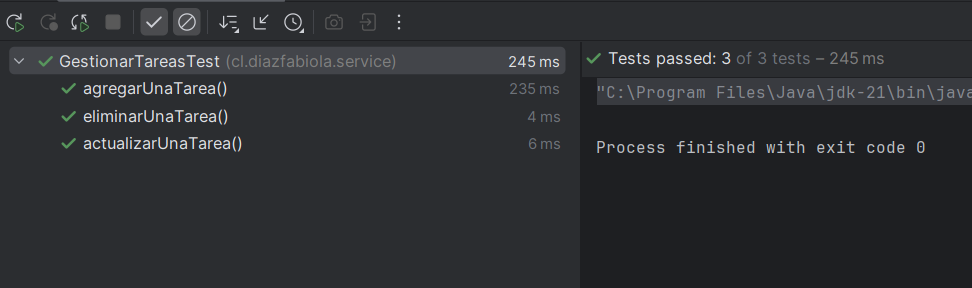 GestionarTareasTest (cl.diazfabiola.service) 245 ms
agregarUnaTarea() 235 ms
eliminarUnaTarea() 4 ms
actualizarUnaTarea() 6 ms
Tests passed: 3 of 3 tests – 245 ms
"C:\Program Files\Java\jdk-21\bin\java
Process finished with exit code 0